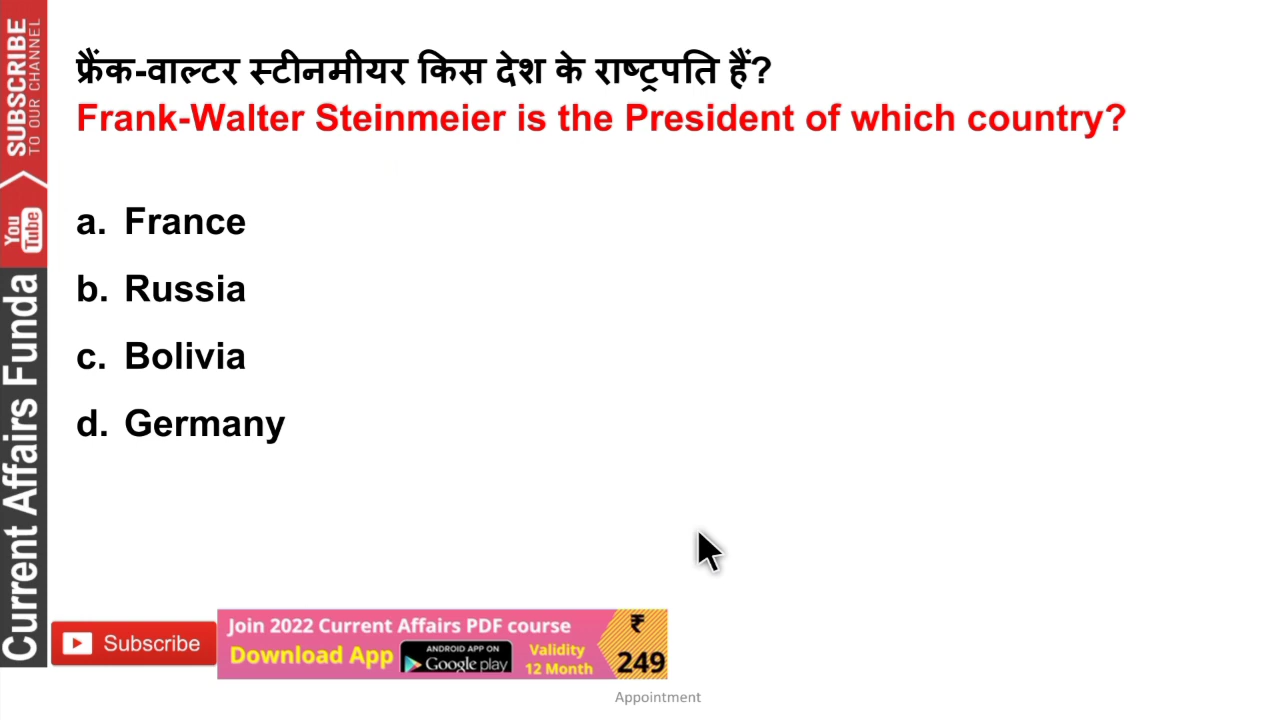 फ्रैंक-वाल्टर स्टीनमीयर किस देश के राष्ट्रपति हैं?
Frank-Walter Steinmeier is the President of which country?
a. France
b. Russia
c. Bolivia
d. Germany
SUBSCRIBE
TO OUR CHANNEL
You
Tube
Current Affairs Funda
Subscribe
Join 2022 Current Affairs PDF course
Download App
ANDROID APP ON
Google play
Validity
12 Month
₹
249
Appointment